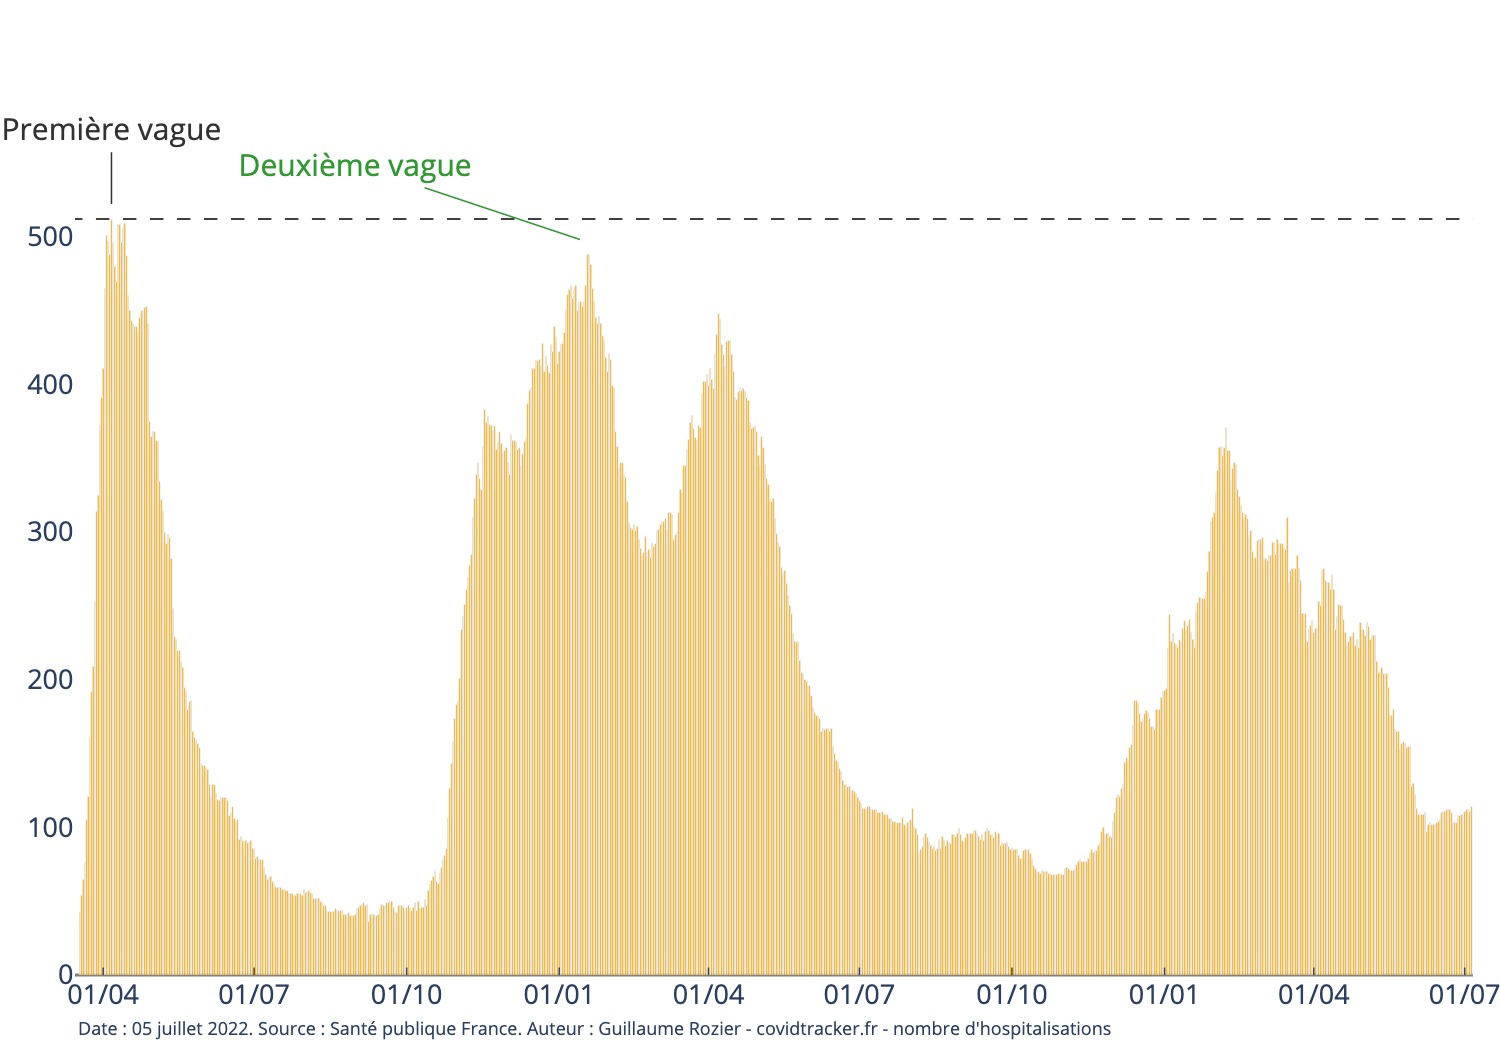 Première vague
Deuxième vague
500
400
300
200
100
0
01/04 01/07 01/10 01/01 01/04 01/07 01/10 01/01 01/04 01/07
Date : 05 juillet 2022. Source : Santé publique France. Auteur : Guillaume Rozier - covidtracker.fr - nombre d'hospitalisations